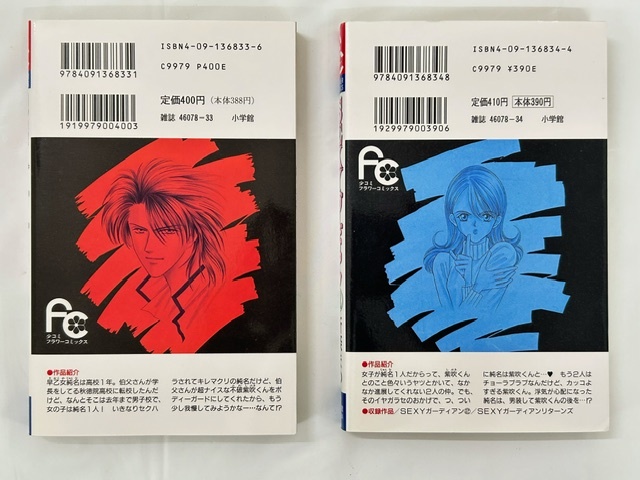 ISBN4-09-136833-6
9784091368331
C9979 P400E
定価400円(本体388円)
1919979004003
雑誌 46078-33 小学館
FC
少コミ
フラワーコミックス
●作品紹介
早乙女純名は高校1年。伯父さんが学
長をしてる秋徳院高校に転校したんだ
けど、なんとそこは去年まで男子校で、
女の子は純名1人! いきなりセクハ
ラされてキレマクリの純名だけど、伯
父さんが超ナイスな不破紫吹くんを
ボディーガードにしてくれたから、もう
少し我慢してみようかなー……なんて!?
ISBN4-09-136834-4
9784091368348
C9979 ¥390E
定価410円 本体390円
1929979003906
雑誌 46078-34 小学館
FC
少コミ
フラワーコミックス
●作品紹介
女子が純名1人だからって、紫吹くん
とのこと色々いうヤツとかいて、なか
なか進展してくれない2人の仲。でも、
そのイヤガラセのおかげで、つ、つい
に純名は紫吹くんと…♥ もう2人は
チョーラブラブなんだけど、カッコよ
すぎる紫吹くん。浮気が心配になった
純名は、男装して紫吹くんの後を…!?
●収録作品/SEXYガーディアン②/SEXYガーディアンリターンズ